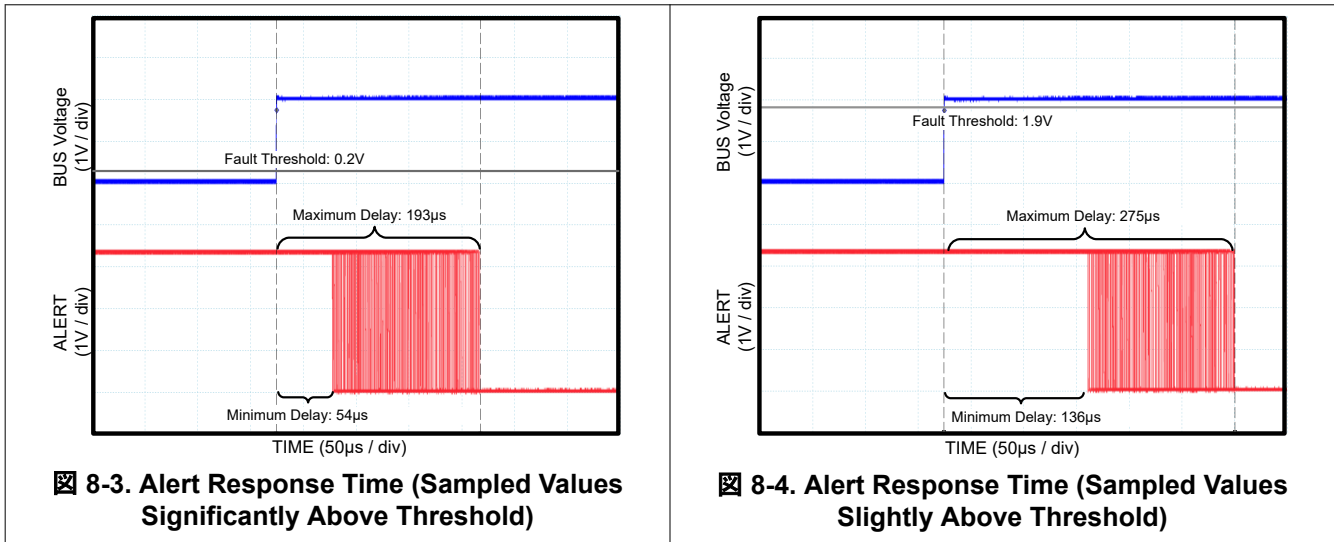 BUS Voltage
(1V / div)
Fault Threshold: 0.2V
Maximum Delay: 193µs
ALERT
(1V / div)
Minimum Delay: 54µs
TIME (50µs / div)
図 8-3. Alert Response Time (Sampled Values
Significantly Above Threshold)
BUS Voltage
(1V / div)
Fault Threshold: 1.9V
Maximum Delay: 275µs
ALERT
(1V / div)
Minimum Delay: 136µs
TIME (50µs / div)
図 8-4. Alert Response Time (Sampled Values
Slightly Above Threshold)